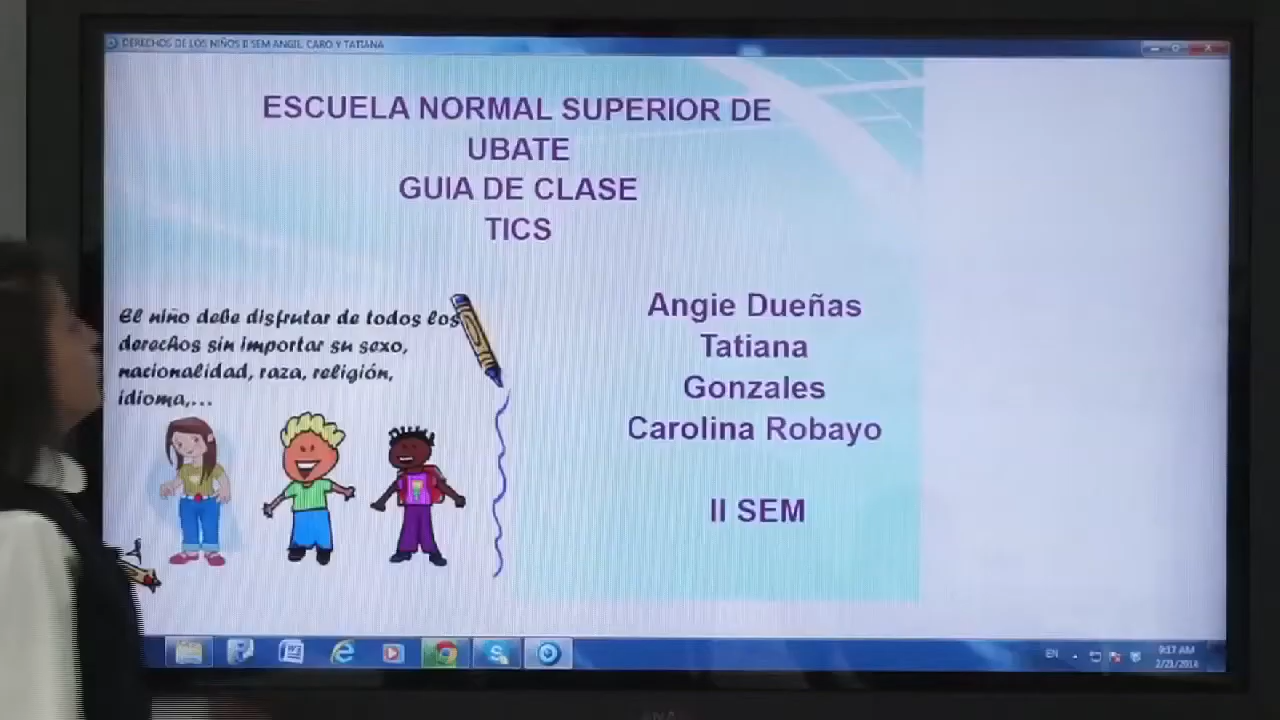 DERECHOS DE LOS NIÑOS II SEM ANGIE, CARO Y TATIANA
ESCUELA NORMAL SUPERIOR DE
UBATE
GUIA DE CLASE
TICS
El niño debe disfrutar de todos los
derechos sin importar su sexo,
nacionalidad, raza, religión,
idioma,...
Angie Dueñas
Tatiana
Gonzales
Carolina Robayo
II SEM
EN
9:17 AM